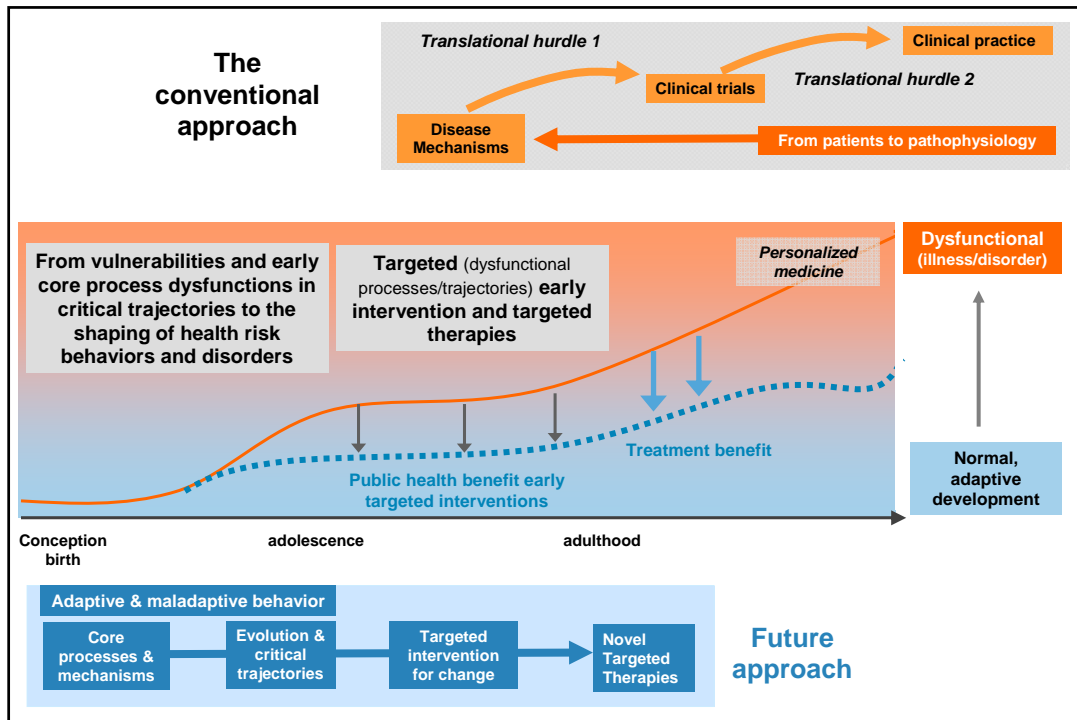 The
conventional
approach
Translational hurdle 1
Clinical practice
Clinical trials
Translational hurdle 2
Disease
Mechanisms
From patients to pathophysiology
From vulnerabilities and early
core process dysfunctions in
critical trajectories to the
shaping of health risk
behaviors and disorders
Targeted (dysfunctional
processes/trajectories) early
intervention and targeted
therapies
Personalized
medicine
Dysfunctional
(illness/disorder)
Treatment benefit
Public health benefit early
targeted interventions
Normal,
adaptive
development
Conception
birth
adolescence
adulthood
Adaptive & maladaptive behavior
Core
processes &
mechanisms
Evolution &
critical
trajectories
Targeted
intervention
for change
Novel
Targeted
Therapies
Future
approach